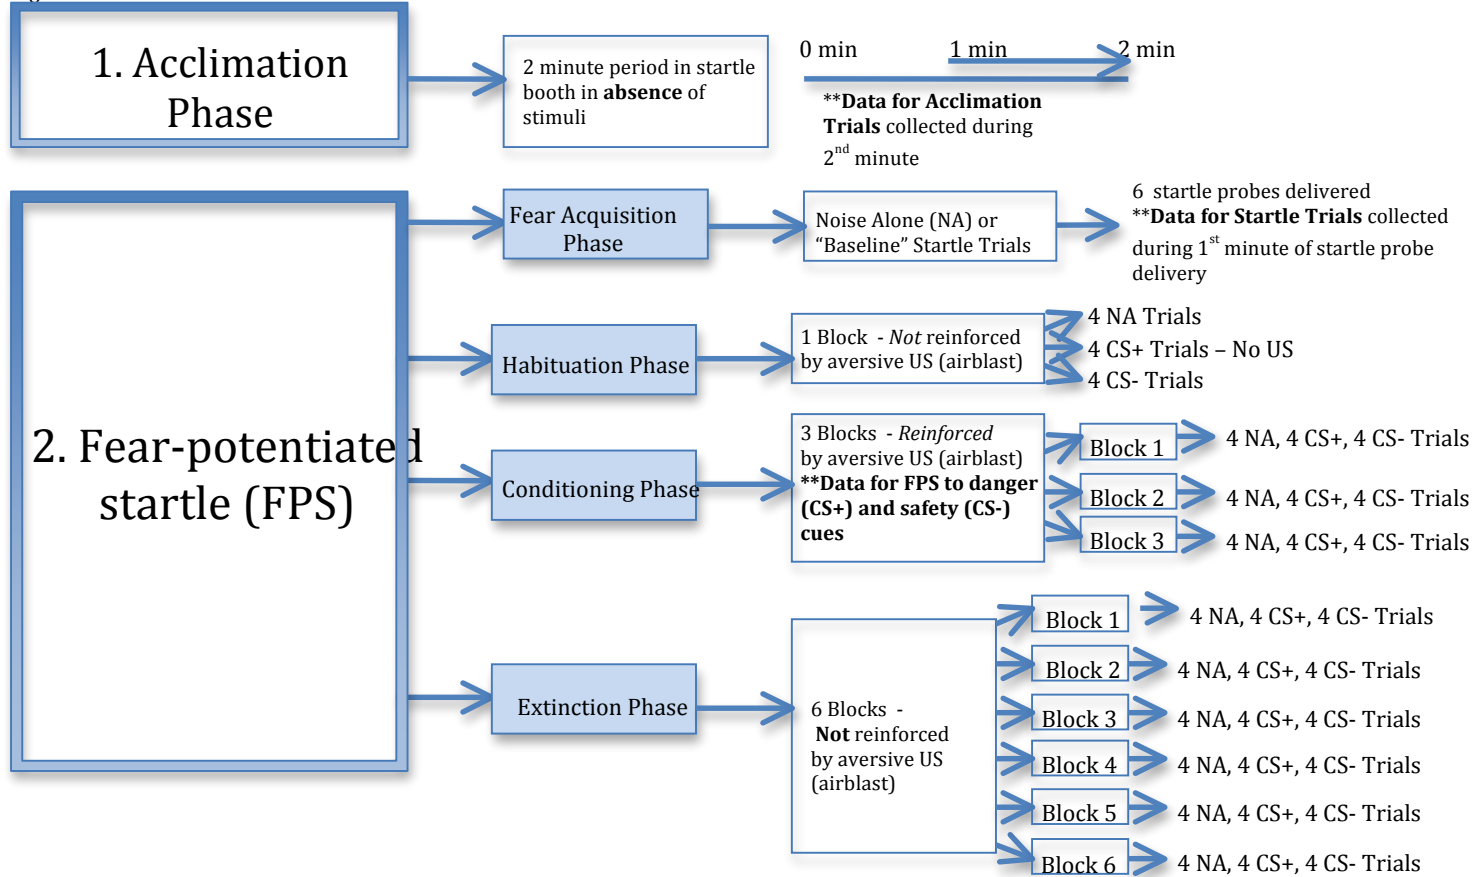 1. Acclimation
Phase
2 minute period in startle
booth in absence of
stimuli
0 min
1 min
2 min
**Data for Acclimation
Trials collected during
2nd minute
2. Fear-potentiated
startle (FPS)
Fear Acquisition
Phase
Noise Alone (NA) or
“Baseline” Startle Trials
6 startle probes delivered
**Data for Startle Trials collected
during 1st minute of startle probe
delivery
Habituation Phase
1 Block - Not reinforced
by aversive US (airblast)
4 NA Trials
4 CS+ Trials – No US
4 CS- Trials
Conditioning Phase
3 Blocks - Reinforced
by aversive US (airblast)
**Data for FPS to danger
(CS+) and safety (CS-)
cues
Block 1
4 NA, 4 CS+, 4 CS- Trials
Block 2
4 NA, 4 CS+, 4 CS- Trials
Block 3
4 NA, 4 CS+, 4 CS- Trials
Extinction Phase
6 Blocks -
Not reinforced
by aversive US
(airblast)
Block 1
4 NA, 4 CS+, 4 CS- Trials
Block 2
4 NA, 4 CS+, 4 CS- Trials
Block 3
4 NA, 4 CS+, 4 CS- Trials
Block 4
4 NA, 4 CS+, 4 CS- Trials
Block 5
4 NA, 4 CS+, 4 CS- Trials
Block 6
4 NA, 4 CS+, 4 CS- Trials